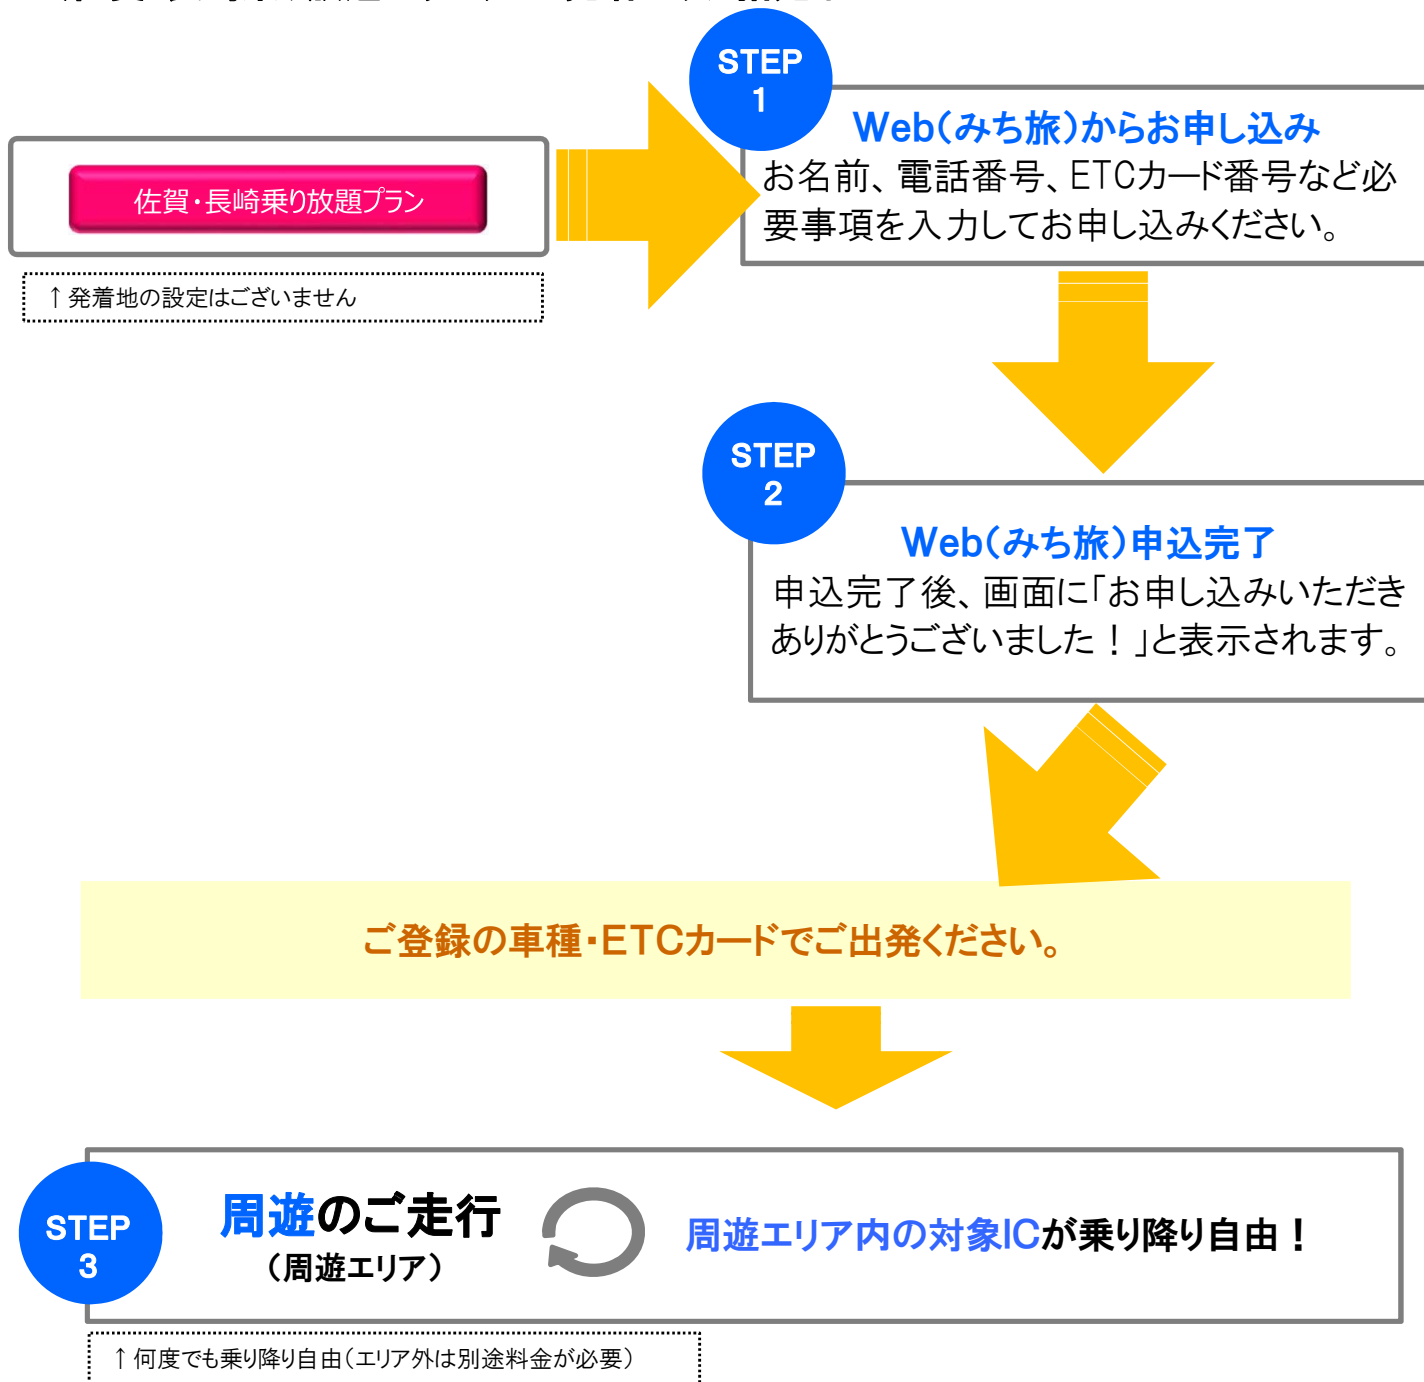 STEP
1
Web(みち旅)からお申し込み
お名前、電話番号、ETCカード番号など必
要事項を入力してお申し込みください。
佐賀・長崎乗り放題プラン
↑発着地の設定はございません
STEP
2
Web(みち旅)申込完了
申込完了後、画面に「お申し込みいただき
ありがとうございました！」と表示されます。
ご登録の車種・ETCカードでご出発ください。
STEP
3
周遊のご走行
(周遊エリア)
周遊エリア内の対象ICが乗り降り自由！
↑何度でも乗り降り自由(エリア外は別途料金が必要)